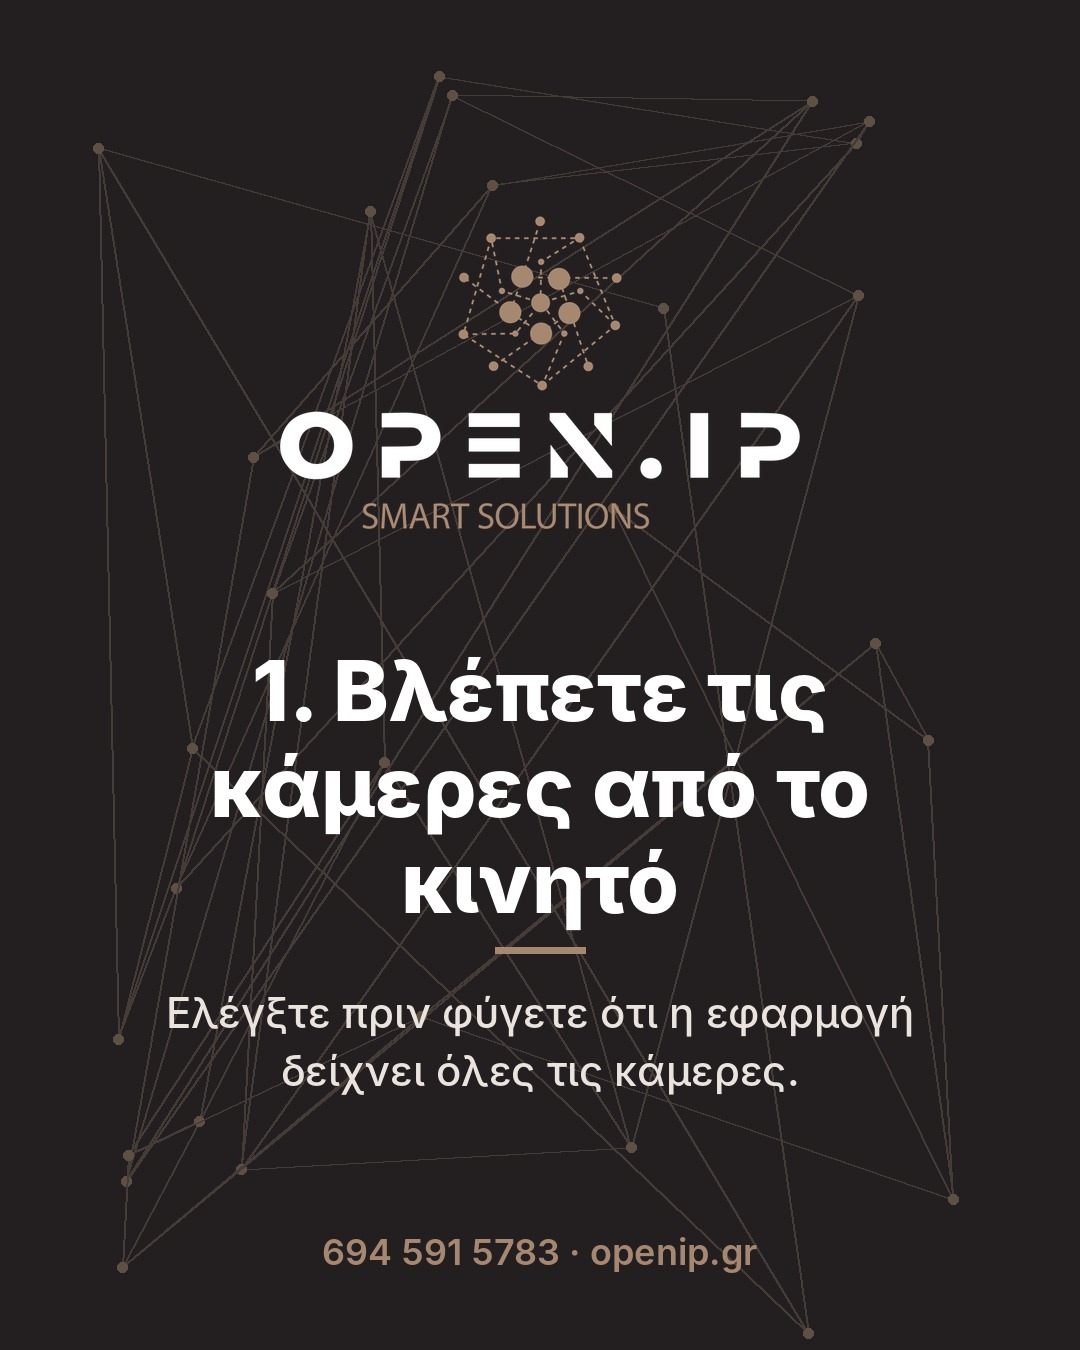 OPEN.IP
SMART SOLUTIONS
1. Βλέπετε τις
κάμερες από το
κινητό
Ελέγξτε πριν φύγετε ότι η εφαρμογή
δείχνει όλες τις κάμερες.
694 591 5783 · openip.gr